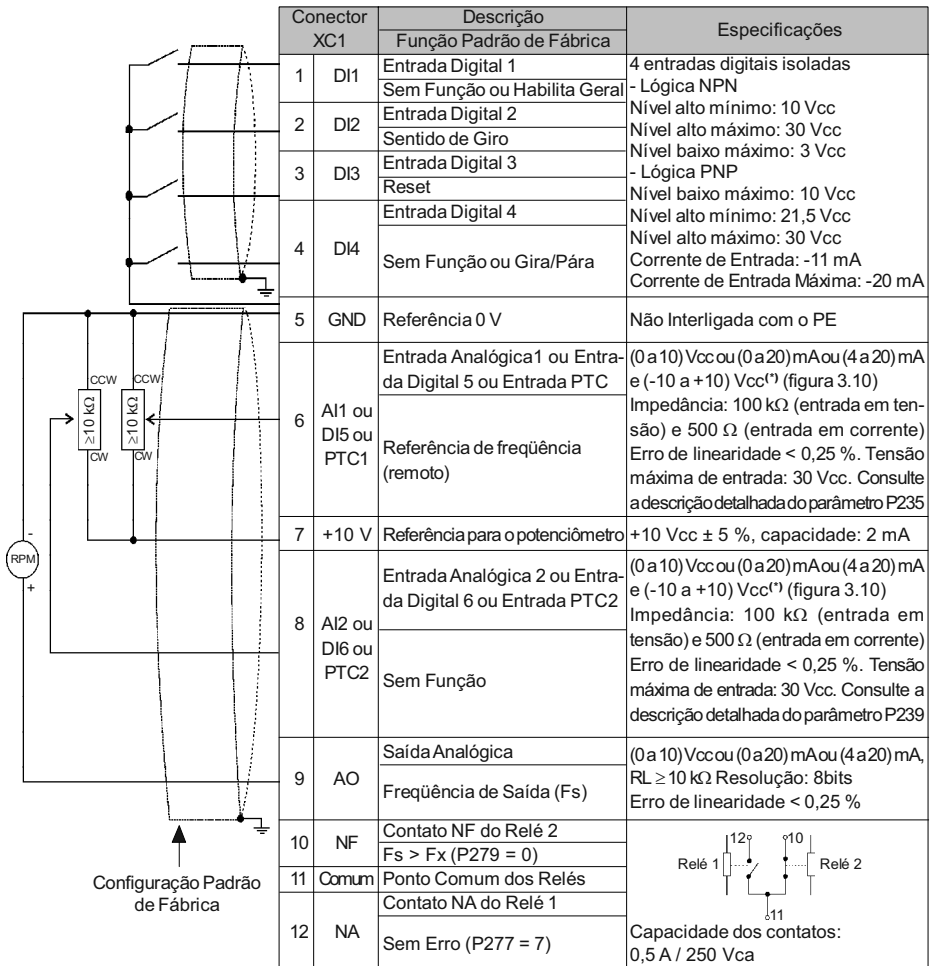 Conector XC1
Descrição
Função Padrão de Fábrica
Especificações
1
DI1
Entrada Digital 1
Sem Função ou Habilita Geral
2
DI2
Entrada Digital 2
Sentido de Giro
3
DI3
Entrada Digital 3
Reset
4
DI4
Entrada Digital 4
Sem Função ou Gira/Pára
4 entradas digitais isoladas
- Lógica NPN
Nível alto mínimo: 10 Vcc
Nível alto máximo: 30 Vcc
Nível baixo máximo: 3 Vcc
- Lógica PNP
Nível baixo máximo: 10 Vcc
Nível alto mínimo: 21,5 Vcc
Nível alto máximo: 30 Vcc
Corrente de Entrada: -11 mA
Corrente de Entrada Máxima: -20 mA
5
GND
Referência 0 V
Não Interligada com o PE
6
AI1 ou
DI5 ou
PTC1
Entrada Analógica1 ou Entra-
da Digital 5 ou Entrada PTC
Referência de freqüência
(remoto)
(0 a 10) Vcc ou (0 a 20) mA ou (4 a 20) mA
e (-10 a +10) Vcc(*) (figura 3.10)
Impedância: 100 kΩ (entrada em ten-
são) e 500 Ω (entrada em corrente)
Erro de linearidade < 0,25 %. Tensão
máxima de entrada: 30 Vcc. Consulte
a descrição detalhada do parâmetro P235
7
+10 V
Referência para o potenciômetro
+10 Vcc ± 5 %, capacidade: 2 mA
8
AI2 ou
DI6 ou
PTC2
Entrada Analógica 2 ou Entra-
da Digital 6 ou Entrada PTC2
Sem Função
(0 a 10) Vcc ou (0 a 20) mA ou (4 a 20) mA
e (-10 a +10) Vcc(*) (figura 3.10)
Impedância: 100 kΩ (entrada em
tensão) e 500 Ω (entrada em corrente)
Erro de linearidade < 0,25 %. Tensão
máxima de entrada: 30 Vcc. Consulte a
descrição detalhada do parâmetro P239
9
AO
Saída Analógica
Freqüência de Saída (Fs)
(0 a 10) Vcc ou (0 a 20) mA ou (4 a 20) mA,
RL ≥ 10 kΩ Resolução: 8bits
Erro de linearidade < 0,25 %
10
NF
Contato NF do Relé 2
Fs > Fx (P279 = 0)
11
Comum
Ponto Comum dos Relés
12
NA
Contato NA do Relé 1
Sem Erro (P277 = 7)
12
10
Relé 1
Relé 2
11
Capacidade dos contatos:
0,5 A / 250 Vca
CCW
CCW
≥10 kΩ
≥10 kΩ
CW
CW
-
RPM
+
Configuração Padrão
de Fábrica